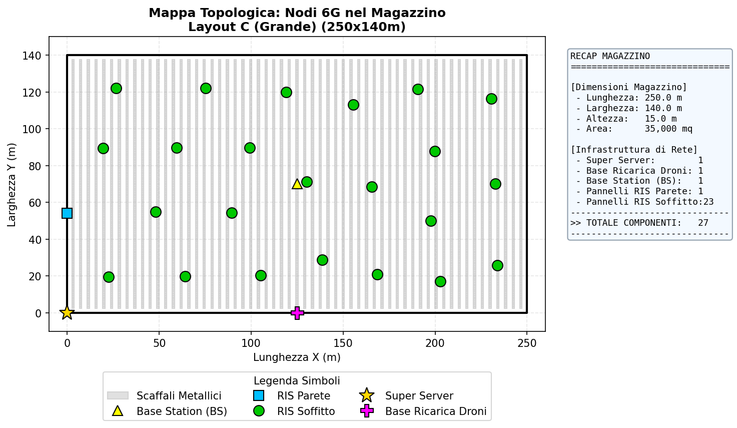 Mappa Topologica: Nodi 6G nel Magazzino
Layout C (Grande) (250x140m)
140
120
100
80
60
40
20
0
Larghezza Y (m)
0 50 100 150 200 250
Lunghezza X (m)
RECAP MAGAZZINO
==============================
[Dimensioni Magazzino]
- Lunghezza: 250.0 m
- Larghezza: 140.0 m
- Altezza: 15.0 m
- Area: 35,000 mq
[Infrastruttura di Rete]
- Super Server: 1
- Base Ricarica Droni: 1
- Base Station (BS): 1
- Pannelli RIS Parete: 1
- Pannelli RIS Soffitto:23
------------------------------
>> TOTALE COMPONENTI: 27
------------------------------
Legenda Simboli
Scaffali Metallici RIS Parete Super Server
Base Station (BS) RIS Soffitto Base Ricarica Droni